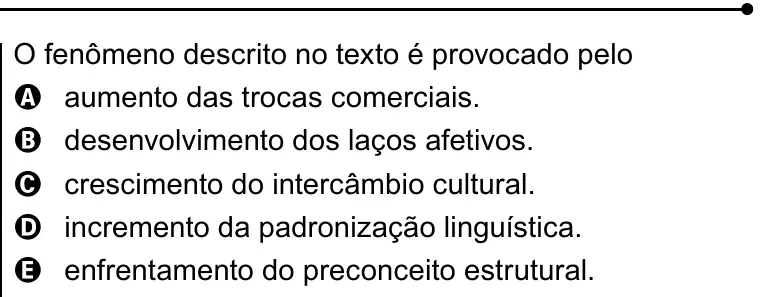 O fenômeno descrito no texto é provocado pelo
A aumento das trocas comerciais.
B desenvolvimento dos laços afetivos.
C crescimento do intercâmbio cultural.
D incremento da padronização linguística.
E enfrentamento do preconceito estrutural.